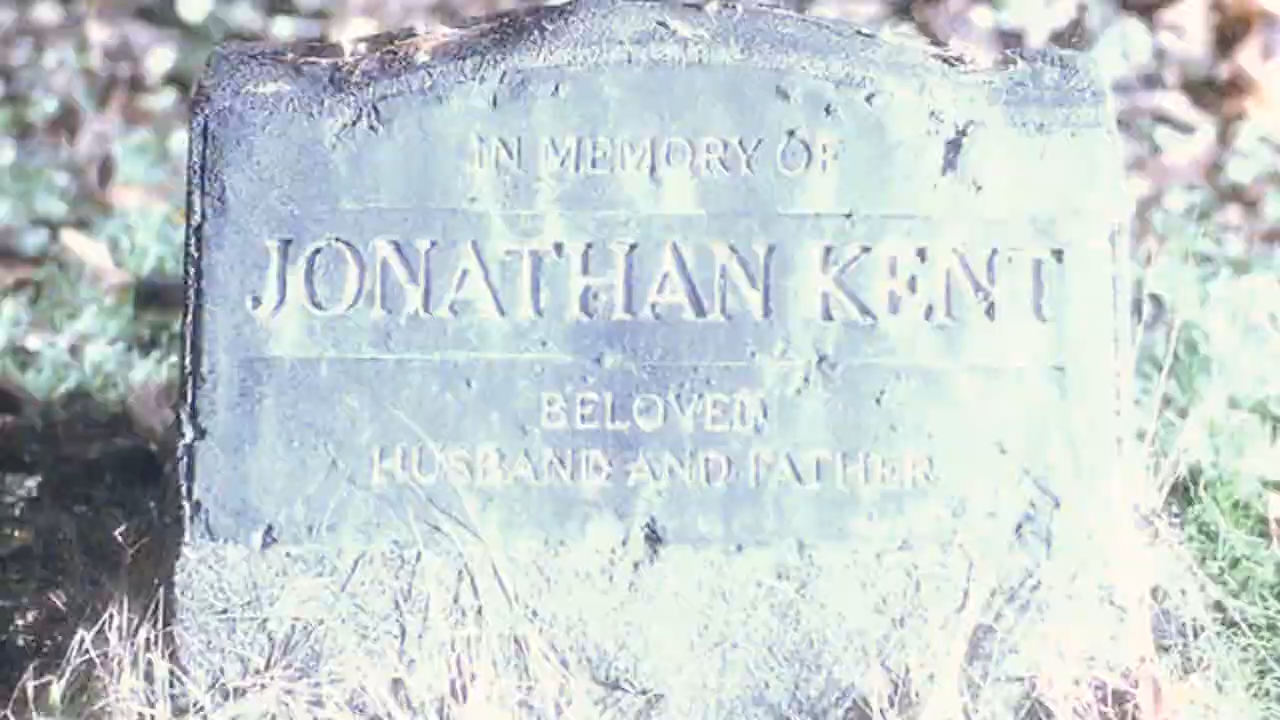 IN MEMORY OF
JONATHAN KENT
BELOVED
HUSBAND AND FATHER